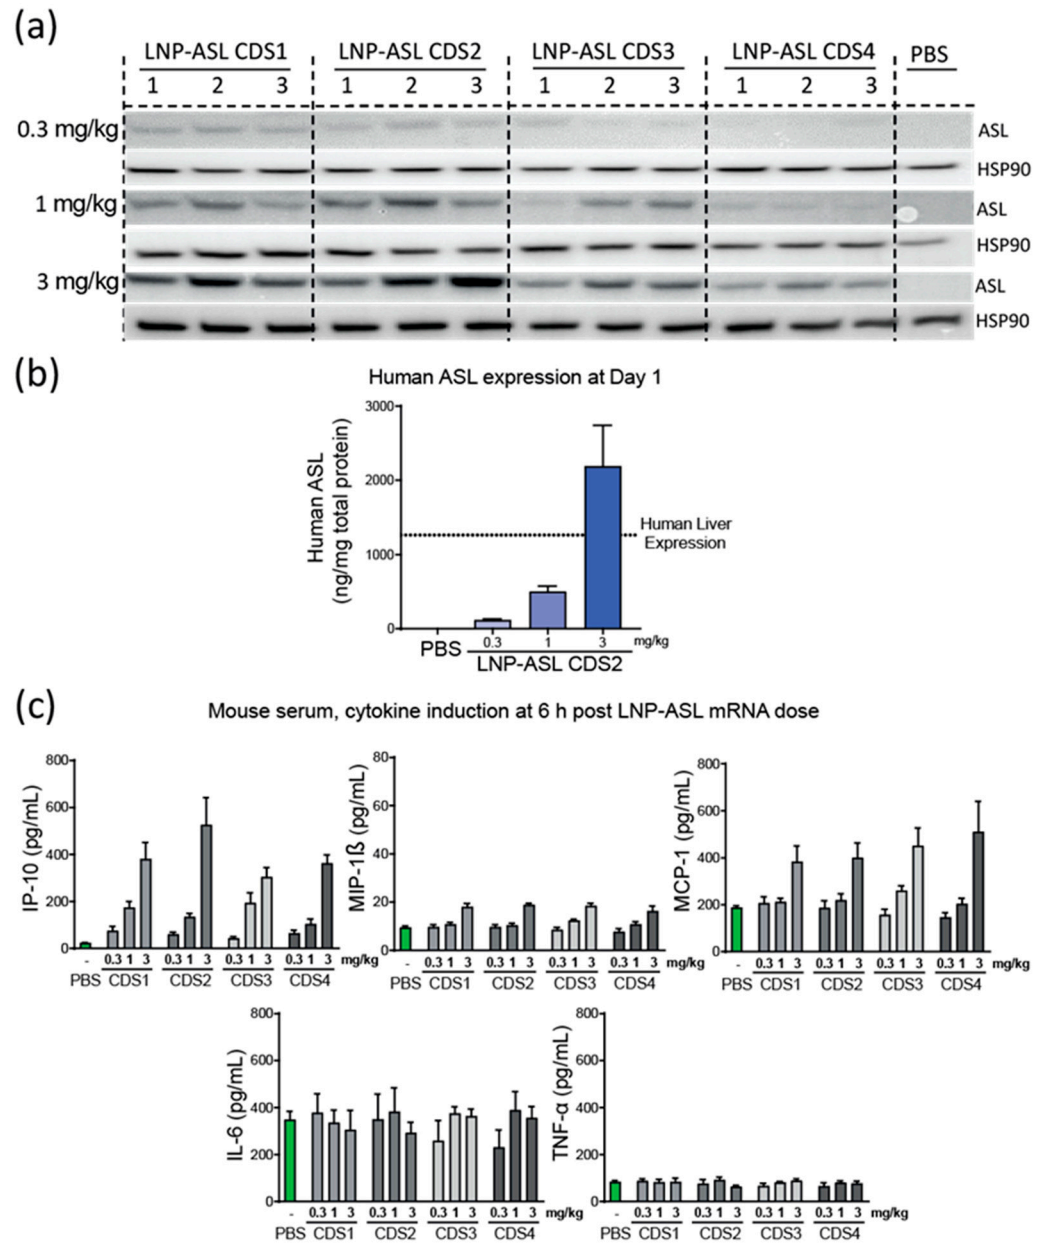 (a)
LNP-ASL CDS1 LNP-ASL CDS2 LNP-ASL CDS3 LNP-ASL CDS4 PBS
1 2 3 1 2 3 1 2 3 1 2 3
0.3 mg/kg ASL
HSP90
1 mg/kg ASL
HSP90
3 mg/kg ASL
HSP90
(b)
Human ASL expression at Day 1
Human ASL
(ng/mg total protein)
3000
2000
1000
0
Human Liver
Expression
PBS 0.3 1 3 mg/kg
LNP-ASL CDS2
(c)
Mouse serum, cytokine induction at 6 h post LNP-ASL mRNA dose
IP-10 (pg/mL)
800
600
400
200
0
- 0.3 1 3 0.3 1 3 0.3 1 3 0.3 1 3 mg/kg
PBS CDS1 CDS2 CDS3 CDS4
MIP-1ß (pg/mL)
80
60
40
20
0
- 0.3 1 3 0.3 1 3 0.3 1 3 0.3 1 3 mg/kg
PBS CDS1 CDS2 CDS3 CDS4
MCP-1 (pg/mL)
800
600
400
200
0
- 0.3 1 3 0.3 1 3 0.3 1 3 0.3 1 3 mg/kg
PBS CDS1 CDS2 CDS3 CDS4
IL-6 (pg/mL)
800
600
400
200
0
- 0.3 1 3 0.3 1 3 0.3 1 3 0.3 1 3 mg/kg
PBS CDS1 CDS2 CDS3 CDS4
TNF-α (pg/mL)
800
600
400
200
0
- 0.3 1 3 0.3 1 3 0.3 1 3 0.3 1 3 mg/kg
PBS CDS1 CDS2 CDS3 CDS4